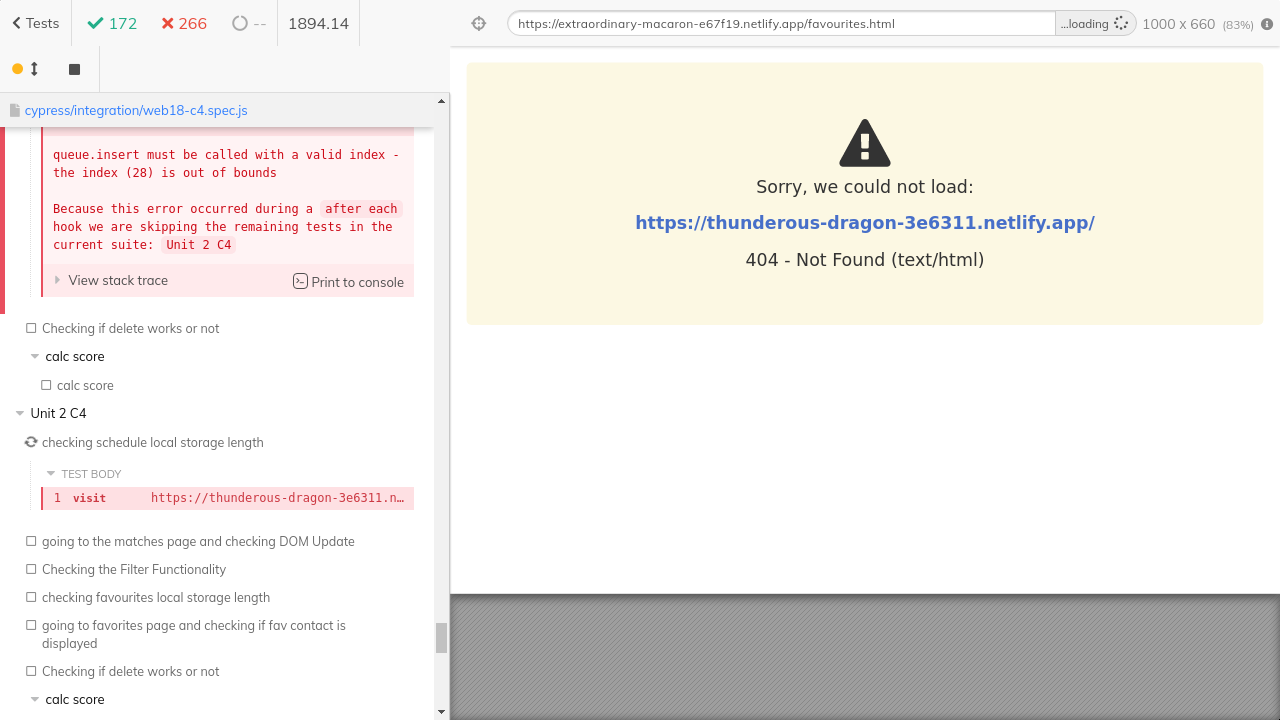 Tests
172
266
--
1894.14
https://extraordinary-macaron-e67f19.netlify.app/favourites.html
...loading
1000 x 660 (83%)
cypress/integration/web18-c4.spec.js
queue.insert must be called with a valid index -
the index (28) is out of bounds
Because this error occurred during a after each
hook we are skipping the remaining tests in the
current suite: Unit 2 C4
View stack trace
Print to console
Checking if delete works or not
calc score
calc score
Unit 2 C4
checking schedule local storage length
TEST BODY
1 visit https://thunderous-dragon-3e6311.n…
going to the matches page and checking DOM Update
Checking the Filter Functionality
checking favourites local storage length
going to favorites page and checking if fav contact is
displayed
Checking if delete works or not
calc score
Sorry, we could not load:
https://thunderous-dragon-3e6311.netlify.app/
404 - Not Found (text/html)